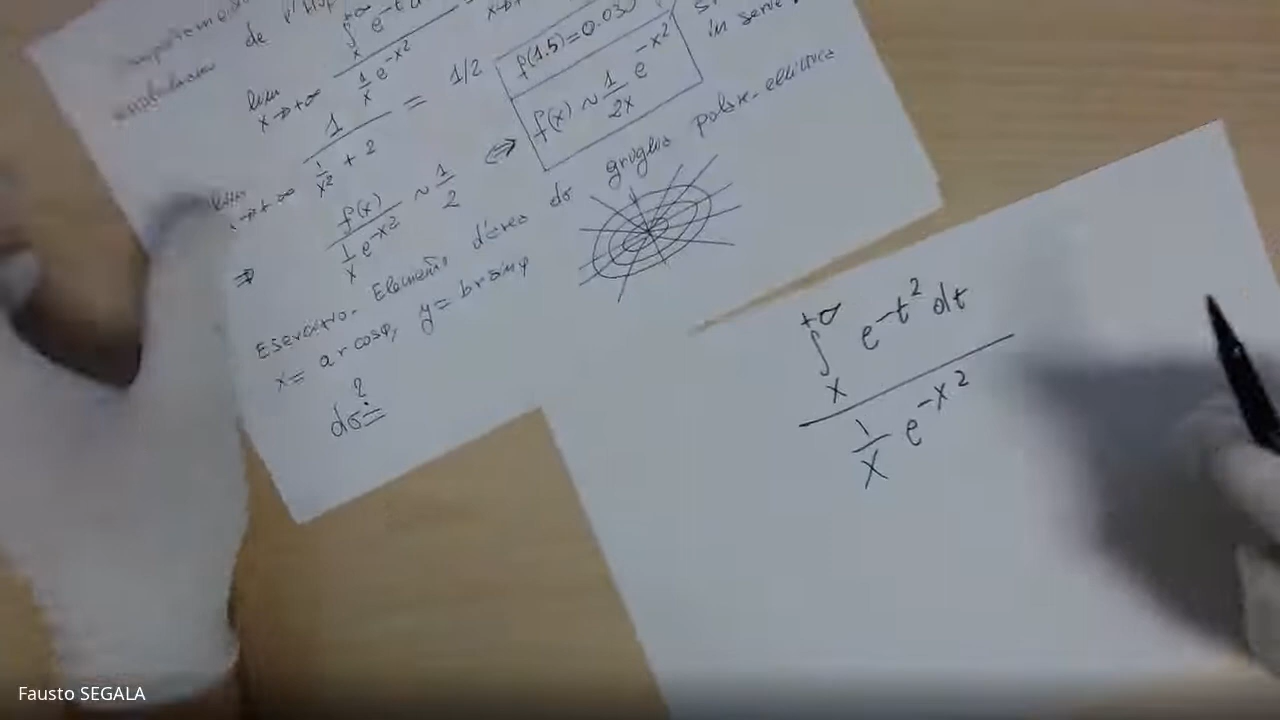 de l'Hop
lim x→+∞ ∫ₓ^+∞ e^-t d / 1/x e^-x²
x→+∞ 1 / 1/x² + 2 = 1/2
⇒ f(x) / 1/x e^-x² ~ 1/2 ⇔
f(1.5)=0.03
f(x) ~ 1/2x e^-x²
in serie
Esercizio. Elemento d'area da griglia polare-ellittica
x= a r cosφ, y= b r sinφ
dσ =?
∫ₓ^+∞ e^-t² dt
1/x e^-x²
Fausto SEGALA